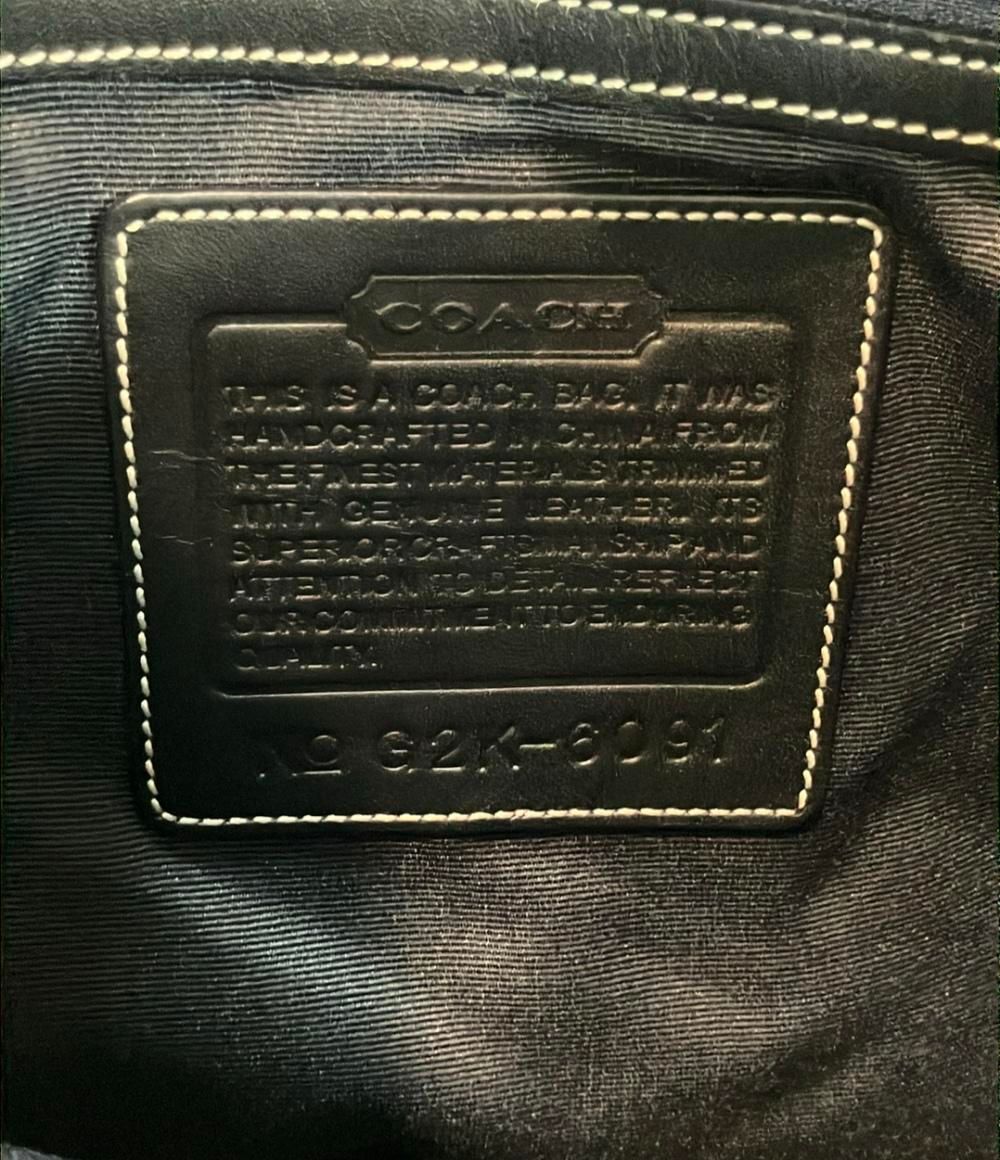 COACH
THIS IS A COACH BAG. IT WAS
HANDCRAFTED IN CHINA FROM
THE FINEST MATERIALS TRIMMED
WITH GENUINE LEATHER. ITS
SUPERIOR CRAFTSMANSHIP AND
ATTENTION TO DETAIL REFLECT
OUR COMMITMENT TO ENDURING
QUALITY.
No G2K-6091